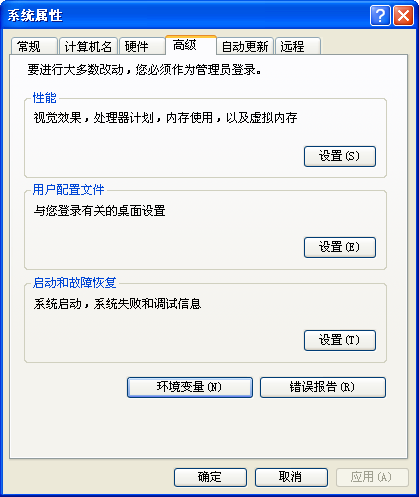 系统属性
常规 计算机名 硬件 高级 自动更新 远程
要进行大多数改动，您必须作为管理员登录。
性能
视觉效果，处理器计划，内存使用，以及虚拟内存
设置(S)
用户配置文件
与您登录有关的桌面设置
设置(E)
启动和故障恢复
系统启动，系统失败和调试信息
设置(T)
环境变量(N) 错误报告(R)
确定 取消 应用(A)